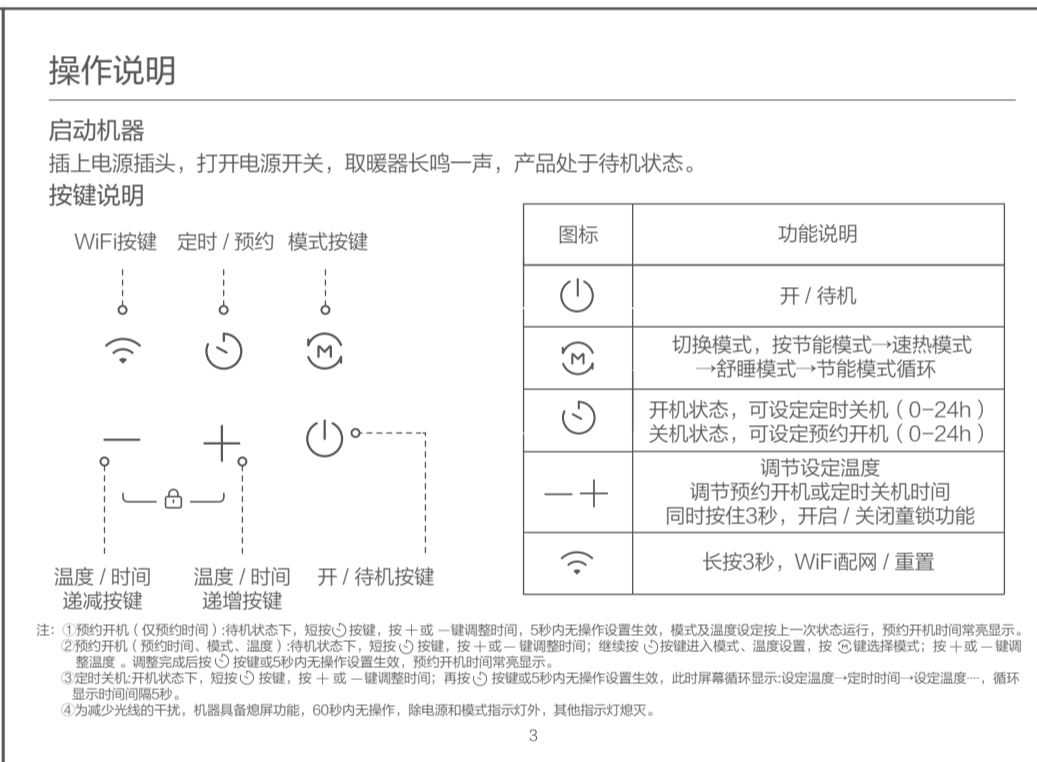 操作说明
启动机器
插上电源插头，打开电源开关，取暖器长鸣一声，产品处于待机状态。
按键说明
WiFi按键 定时 / 预约 模式按键
M
温度 / 时间
递减按键
温度 / 时间
递增按键
开 / 待机按键
图标 功能说明
开 / 待机
M
切换模式，按节能模式→速热模式
→舒睡模式→节能模式循环
开机状态，可设定定时关机（0-24h）
关机状态，可设定预约开机（0-24h）
— ＋
调节设定温度
调节预约开机或定时关机时间
同时按住3秒，开启 / 关闭童锁功能
长按3秒，WiFi配网 / 重置
注：①预约开机（仅预约时间）:待机状态下，短按按键，按 ＋ 或 —键调整时间，5秒内无操作设置生效，模式及温度设定按上一次状态运行，预约开机时间常亮显示。
②预约开机（预约时间、模式、温度）:待机状态下，短按 按键，按 ＋ 或— 键调整时间；继续按 按键进入模式、温度设置，按 M 键选择模式；按 ＋ 或 — 键调
整温度 。调整完成后按 按键或5秒内无操作设置生效，预约开机时间常亮显示。
③定时关机:开机状态下，短按 按键，按 ＋ 或 —键调整时间；再按 按键或5秒内无操作设置生效，此时屏幕循环显示:设定温度→定时时间→设定温度····，循环
显示时间间隔5秒。
④为减少光线的干扰，机器具备熄屏功能，60秒内无操作，除电源和模式指示灯外，其他指示灯熄灭。
3